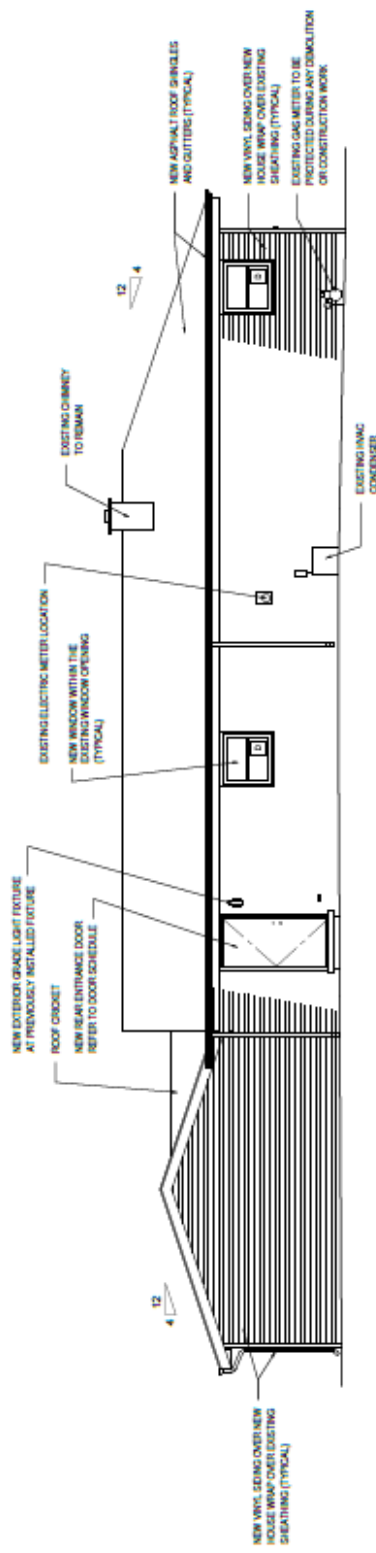 NEW VINYL SIDING OVER NEW
HOUSE WRAP OVER EXISTING
SHEATHING (TYPICAL)
12
4
NEW EXTERIOR GRADE LIGHT FIXTURE
AT PREVIOUSLY INSTALLED FIXTURE
ROOF CRICKET
NEW REAR ENTRANCE DOOR
REFER TO DOOR SCHEDULE
EXISTING ELECTRIC METER LOCATION
NEW WINDOW WITHIN THE
EXISTING WINDOW OPENING
(TYPICAL)
EXISTING CHIMNEY
TO REMAIN
EXISTING HVAC
CONDENSER
12
4
NEW ASPHALT ROOF SHINGLES
AND GUTTERS (TYPICAL)
NEW VINYL SIDING OVER NEW
HOUSE WRAP OVER EXISTING
SHEATHING (TYPICAL)
EXISTING GAS METER TO BE
PROTECTED DURING ANY DEMOLITION
OR CONSTRUCTION WORK